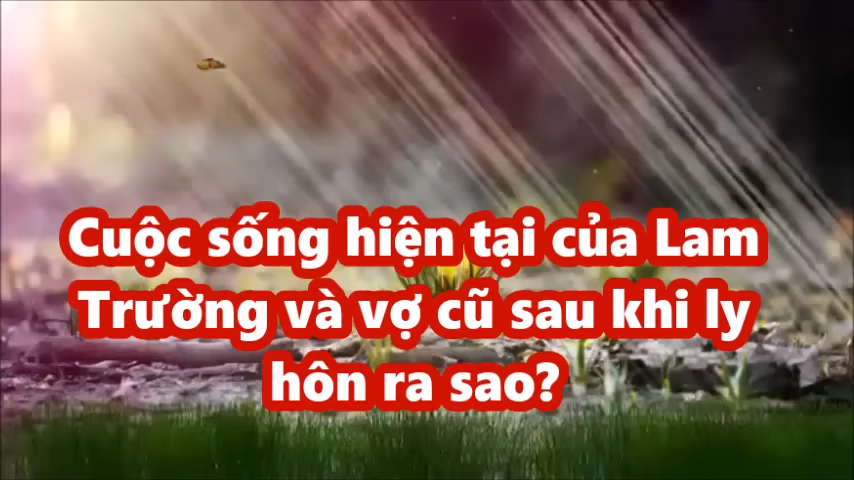 Cuộc sống hiện tại của Lam
Trường và vợ cũ sau khi ly
hôn ra sao?